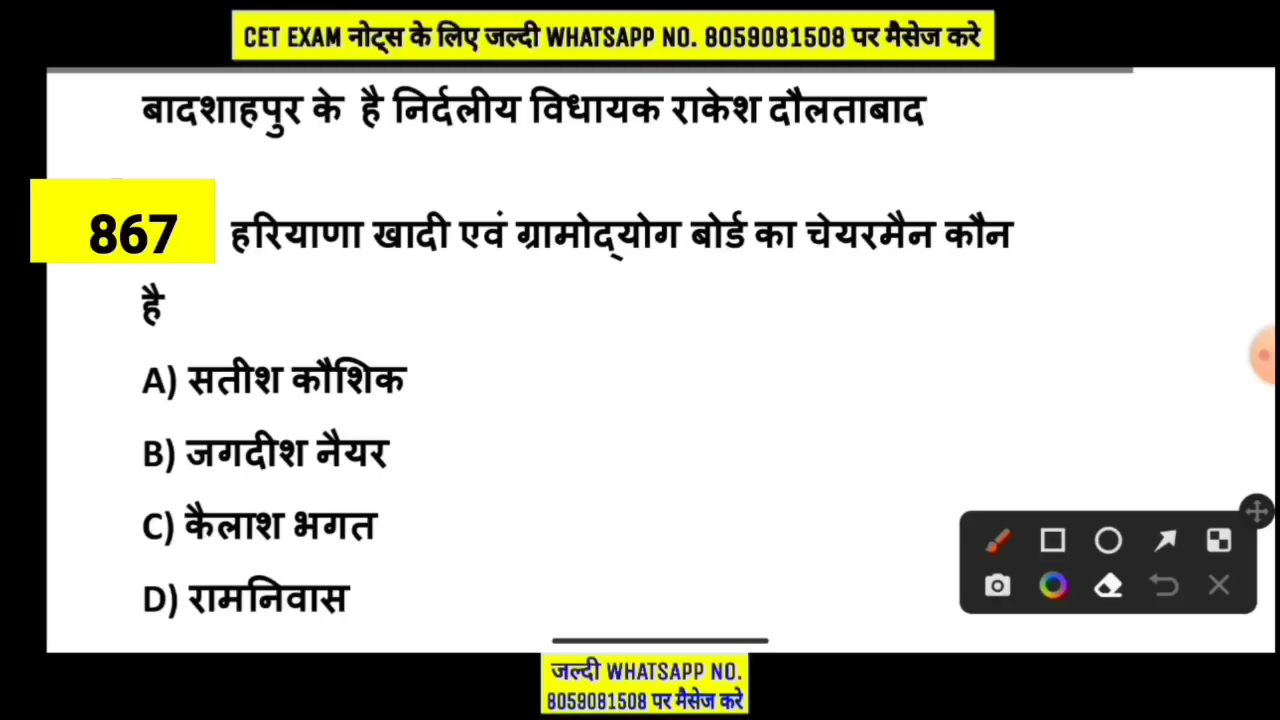 CET EXAM नोट्स के लिए जल्दी WHATSAPP NO. 8059081508 पर मैसेज करे
बादशाहपुर के है निर्दलीय विधायक राकेश दौलताबाद
867 हरियाणा खादी एवं ग्रामोद्योग बोर्ड का चेयरमैन कौन
है
A) सतीश कौशिक
B) जगदीश नैयर
C) कैलाश भगत
D) रामनिवास
जल्दी WHATSAPP NO.
8059081508 पर मैसेज करे